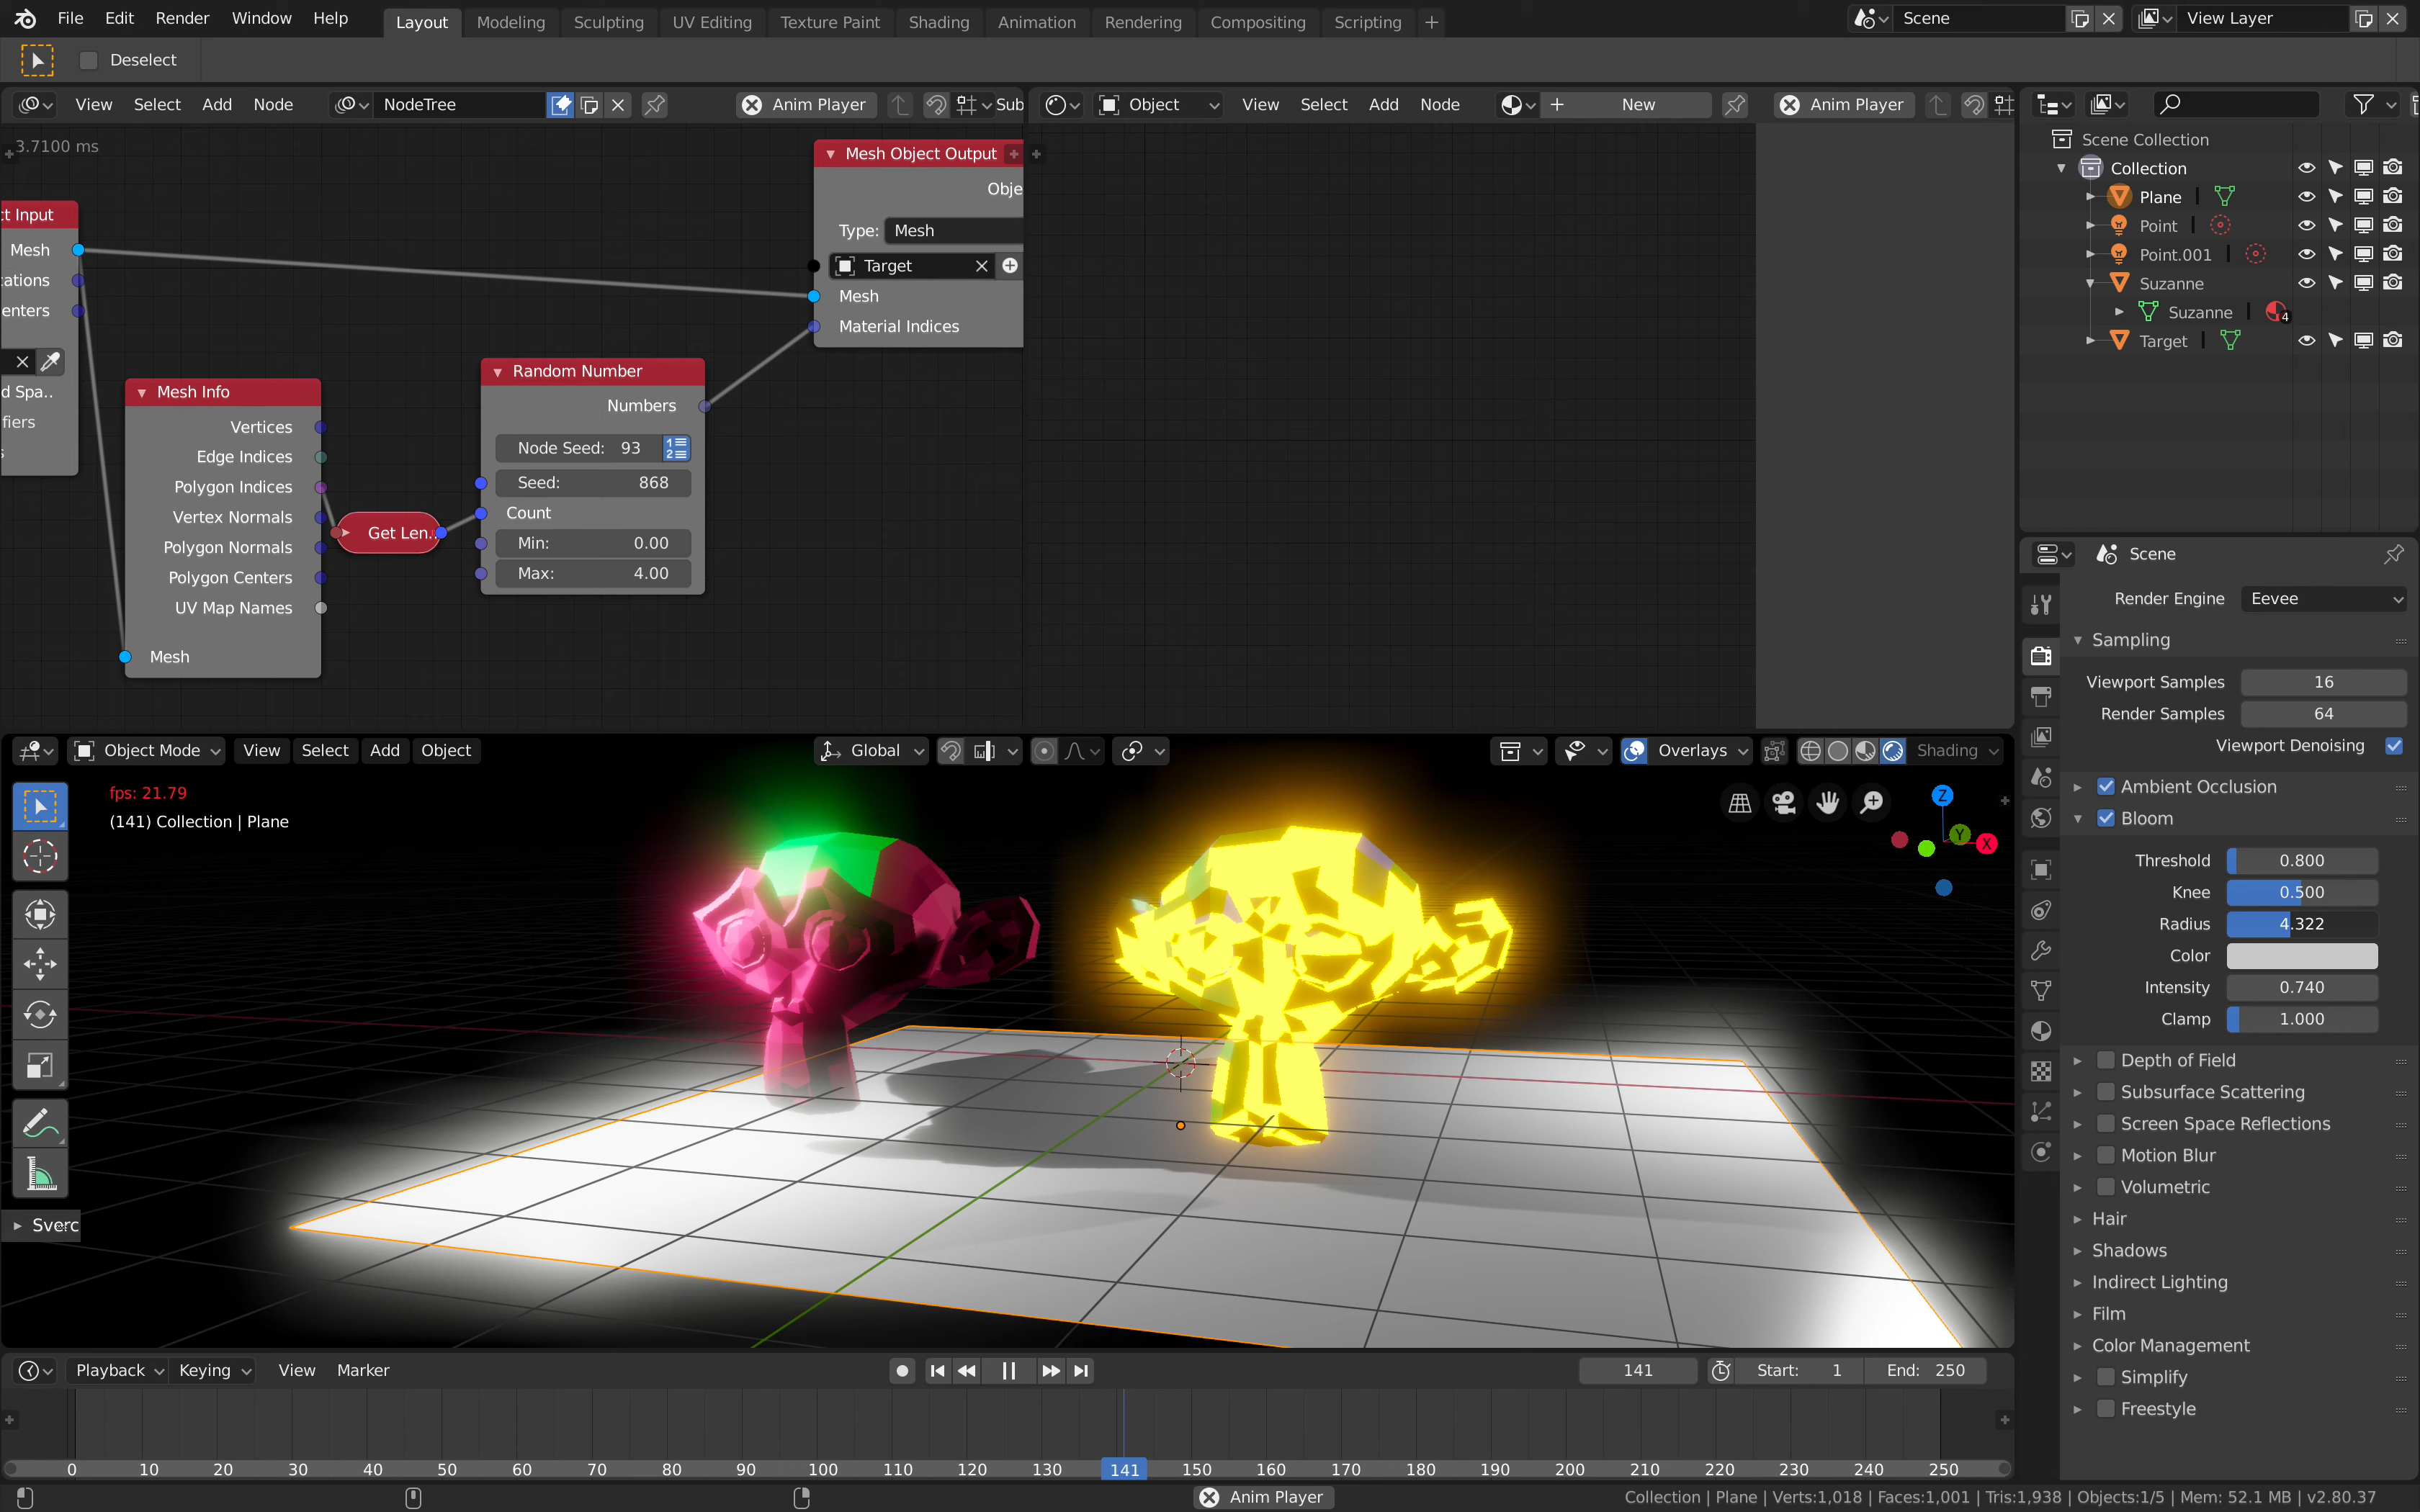 File Edit Render Window Help Layout Modeling Sculpting UV Editing Texture Paint Shading Animation Rendering Compositing Scripting + Scene View Layer
Deselect
View Select Add Node NodeTree Anim Player Sub
Object View Select Add Node New Anim Player
3.7100 ms
ct Input
Mesh
cations
enters
d Spa..
fiers
s
Mesh Info
Vertices
Edge Indices
Polygon Indices
Vertex Normals
Polygon Normals
Polygon Centers
UV Map Names
Mesh
Get Len..
Random Number
Numbers
Node Seed: 93
Seed: 868
Count
Min: 0.00
Max: 4.00
Mesh Object Output
Obje
Type: Mesh
Target
Mesh
Material Indices
Scene Collection
Collection
Plane
Point
Point.001
Suzanne
Suzanne 4
Target
Scene
Render Engine Eevee
Sampling
Viewport Samples 16
Render Samples 64
Viewport Denoising
Ambient Occlusion
Bloom
Threshold 0.800
Knee 0.500
Radius 4.322
Color
Intensity 0.740
Clamp 1.000
Depth of Field
Subsurface Scattering
Screen Space Reflections
Motion Blur
Volumetric
Hair
Shadows
Indirect Lighting
Film
Color Management
Simplify
Freestyle
Object Mode View Select Add Object Global Overlays Shading
fps: 21.79
(141) Collection | Plane
Z
Y
X
Sverc
Playback Keying View Marker 141 Start: 1 End: 250
0 10 20 30 40 50 60 70 80 90 100 110 120 130 141 150 160 170 180 190 200 210 220 230 240 250
Anim Player
Collection | Plane | Verts:1,018 | Faces:1,001 | Tris:1,938 | Objects:1/5 | Mem: 52.1 MB | v2.80.37